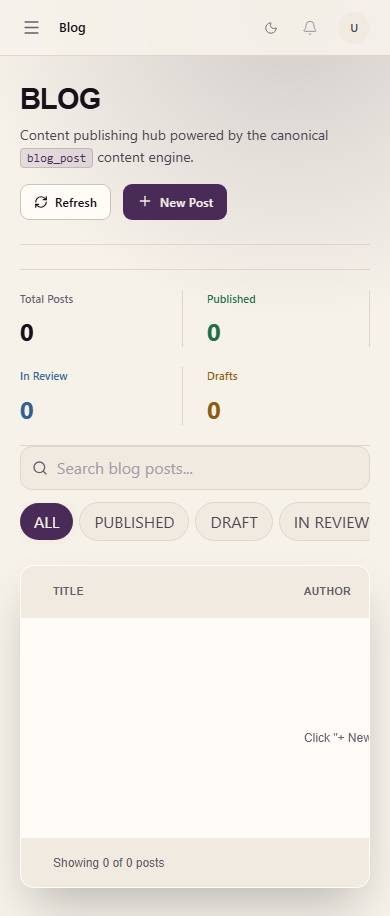 Blog
U
BLOG
Content publishing hub powered by the canonical
blog_post content engine.
Refresh
New Post
Total Posts
Published
0
0
In Review
Drafts
0
0
Search blog posts...
ALL
PUBLISHED
DRAFT
IN REVIEW
TITLE
AUTHOR
Click "+ New
Showing 0 of 0 posts